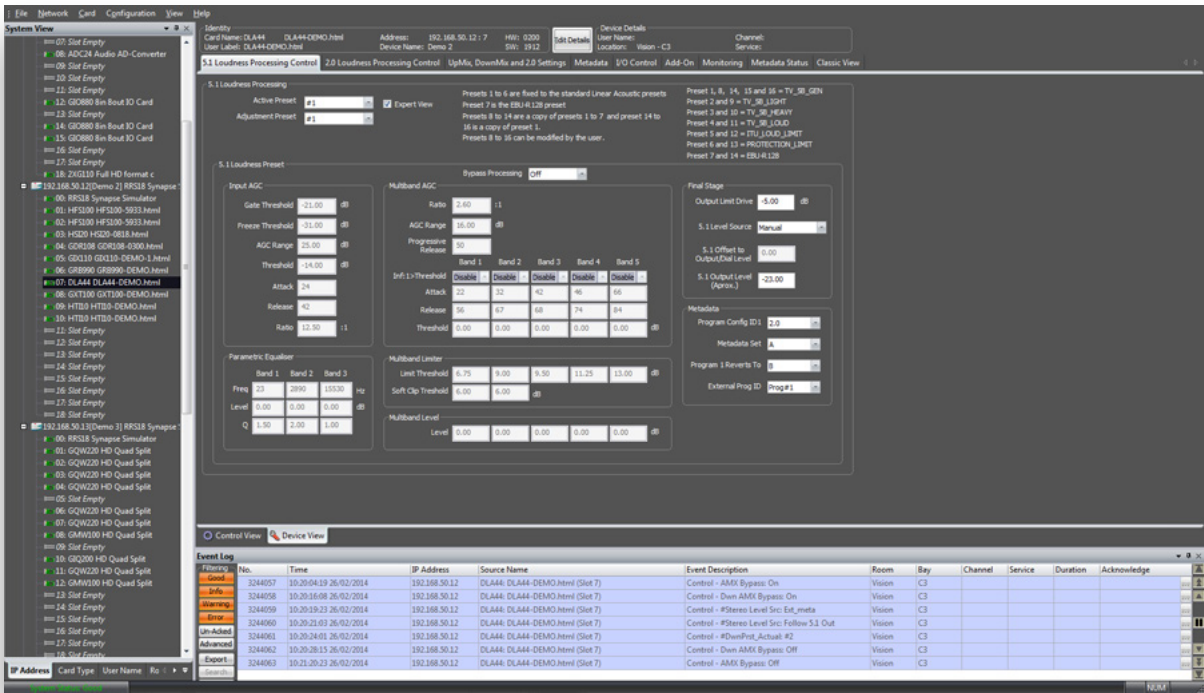 File Network Card Configuration View Help
System View
07: Slot Empty
08: ADC24 Audio AD-Converter
09: Slot Empty
10: Slot Empty
11: Slot Empty
12: GIO880 8in 8out IO Card
13: Slot Empty
14: GIO880 8in 8out IO Card
15: GIO880 8in 8out IO Card
16: Slot Empty
17: Slot Empty
18: 2XG110 Full HD format c
192.168.50.12[Demo 2] RRS18 Synapse
00: RRS18 Synapse Simulator
01: HFS100 HFS100-5933.html
02: HFS100 HFS100-5933.html
03: HSI20 HSI20-0818.html
04: GDR108 GDR108-0300.html
05: GDI110 GDI110-DEMO-1.html
06: GRB990 GRB990-DEMO.html
07: DLA44 DLA44-DEMO.html
08: GXT100 GXT100-DEMO.html
09: HTI10 HTI10-DEMO.html
10: HTI10 HTI10-DEMO.html
11: Slot Empty
12: Slot Empty
13: Slot Empty
14: Slot Empty
15: Slot Empty
16: Slot Empty
17: Slot Empty
18: Slot Empty
192.168.50.13[Demo 3] RRS18 Synapse
00: RRS18 Synapse Simulator
01: GQW220 HD Quad Split
02: GQW220 HD Quad Split
03: GQW220 HD Quad Split
04: GQW220 HD Quad Split
05: Slot Empty
06: GQW220 HD Quad Split
07: GQW220 HD Quad Split
08: GMW100 HD Quad Split
09: Slot Empty
10: GIQ200 HD Quad Split
11: GQW220 HD Quad Split
12: GMW100 HD Quad Split
13: Slot Empty
14: Slot Empty
15: Slot Empty
16: Slot Empty
17: Slot Empty
18: Slot Empty
IP Address Card Type User Name Ro
Identity
Card Name: DLA44 DLA44-DEMO.html Address: 192.168.50.12 : 7 HW: 0200
User Label: DLA44-DEMO.html Device Name: Demo 2 SW: 1912
Edit Details
Device Details
User Name: Channel:
Location: Vision - C3 Service:
5.1 Loudness Processing Control 2.0 Loudness Processing Control UpMix, DownMix and 2.0 Settings Metadata I/O Control Add-On Monitoring Metadata Status Classic View
5.1 Loudness Processing
Active Preset #1 Expert View
Adjustment Preset #1
Presets 1 to 6 are fixed to the standard Linear Acoustic presets
Preset 7 is the EBU-R128 preset
Presets 8 to 14 are a copy of presets 1 to 7 and preset 14 to
16 is a copy of preset 1.
Presets 8 to 16 can be modified by the user.
Preset 1, 8, 14, 15 and 16 = TV_5B_GEN
Preset 2 and 9 = TV_5B_LIGHT
Preset 3 and 10 = TV_5B_HEAVY
Preset 4 and 11 = TV_5B_LOUD
Preset 5 and 12 = ITU_LOUD_LIMIT
Preset 6 and 13 = PROTECTION_LIMIT
Preset 7 and 14 = EBU-R128
5.1 Loudness Preset
Bypass Processing Off
Input AGC
Gate Threshold -21.00 dB
Freeze Threshold -31.00 dB
AGC Range 25.00 dB
Threshold -14.00 dB
Attack 24
Release 42
Ratio 12.50 :1
Multiband AGC
Ratio 2.60 :1
AGC Range 16.00 dB
Progressive Release 50
Band 1 Band 2 Band 3 Band 4 Band 5
Inf:1>Threshold Disable Disable Disable Disable Disable
Attack 22 32 42 46 66
Release 56 67 68 74 84
Threshold 0.00 0.00 0.00 0.00 0.00 dB
Final Stage
Output Limit Drive -5.00 dB
5.1 Level Source Manual
5.1 Offset to Output/Dial Level 0.00
5.1 Output Level (Aprox.) -23.00
Metadata
Program Config ID1 2.0
Metadata Set A
Program 1 Reverts To B
External Prog ID Prog#1
Parametric Equaliser
Band 1 Band 2 Band 3
Freq 23 2890 15530 Hz
Level 0.00 0.00 0.00 dB
Q 1.50 2.00 1.00
Multiband Limiter
Limit Threshold 6.75 9.00 9.50 11.25 13.00 dB
Soft Clip Treshold 6.00 6.00 dB
Multiband Level
Level 0.00 0.00 0.00 0.00 0.00 dB
Control View Device View
Event Log
Filtering
Good
Info
Warning
Error
Un-Acked
Advanced
Export
Search
No. Time IP Address Source Name Event Description Room Bay Channel Service Duration Acknowledge
3244057 10:20:04:19 26/02/2014 192.168.50.12 DLA44: DLA44-DEMO.html (Slot 7) Control - AMX Bypass: On Vision C3
3244058 10:20:16:08 26/02/2014 192.168.50.12 DLA44: DLA44-DEMO.html (Slot 7) Control - Dwn AMX Bypass: On Vision C3
3244059 10:20:19:23 26/02/2014 192.168.50.12 DLA44: DLA44-DEMO.html (Slot 7) Control - #Stereo Level Src: Ext_meta Vision C3
3244060 10:20:21:03 26/02/2014 192.168.50.12 DLA44: DLA44-DEMO.html (Slot 7) Control - #Stereo Level Src: Follow 5.1 Out Vision C3
3244061 10:20:24:01 26/02/2014 192.168.50.12 DLA44: DLA44-DEMO.html (Slot 7) Control - #DwnPrst_Actual: #2 Vision C3
3244062 10:20:28:15 26/02/2014 192.168.50.12 DLA44: DLA44-DEMO.html (Slot 7) Control - Dwn AMX Bypass: Off Vision C3
3244063 10:21:20:23 26/02/2014 192.168.50.12 DLA44: DLA44-DEMO.html (Slot 7) Control - AMX Bypass: Off Vision C3
NUM